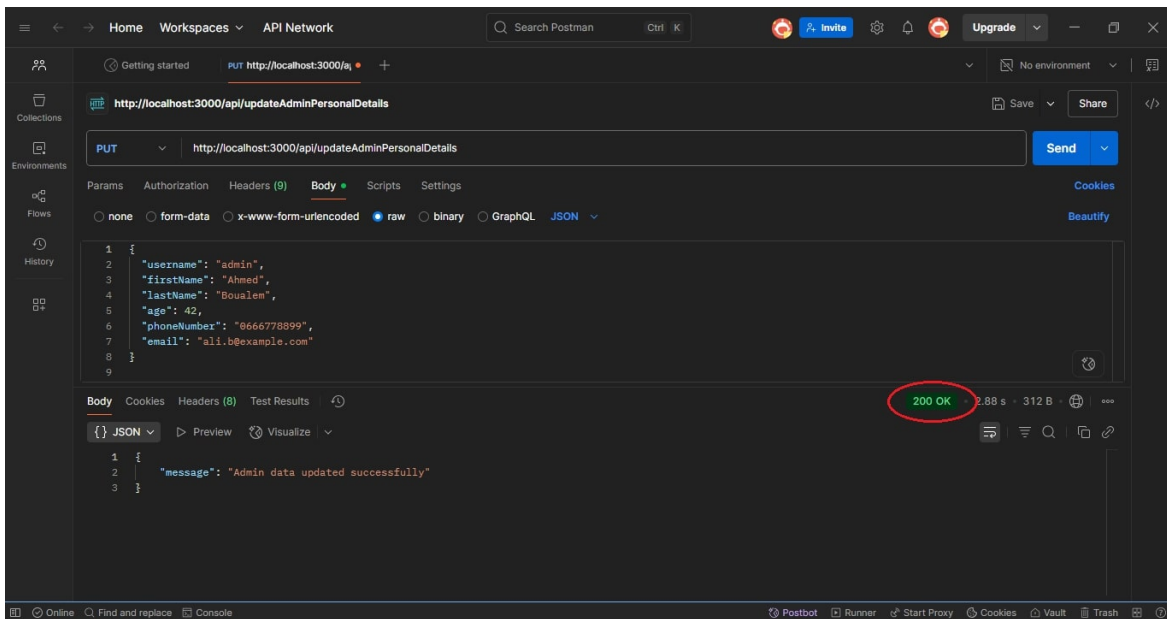 Home Workspaces API Network Search Postman Ctrl K Invite Upgrade
Getting started PUT http://localhost:3000/a No environment
Collections
Environments
Flows
History
HTTP http://localhost:3000/api/updateAdminPersonalDetails Save Share
PUT http://localhost:3000/api/updateAdminPersonalDetails Send
Params Authorization Headers (9) Body Scripts Settings Cookies
none form-data x-www-form-urlencoded raw binary GraphQL JSON Beautify
1 {
2 "username": "admin",
3 "firstName": "Ahmed",
4 "lastName": "Boualem",
5 "age": 42,
6 "phoneNumber": "0666778899",
7 "email": "ali.b@example.com"
8 }
9
Body Cookies Headers (8) Test Results 200 OK 2.88 s 312 B
{} JSON Preview Visualize
1 {
2 "message": "Admin data updated successfully"
3 }
Online Find and replace Console Postbot Runner Start Proxy Cookies Vault Trash